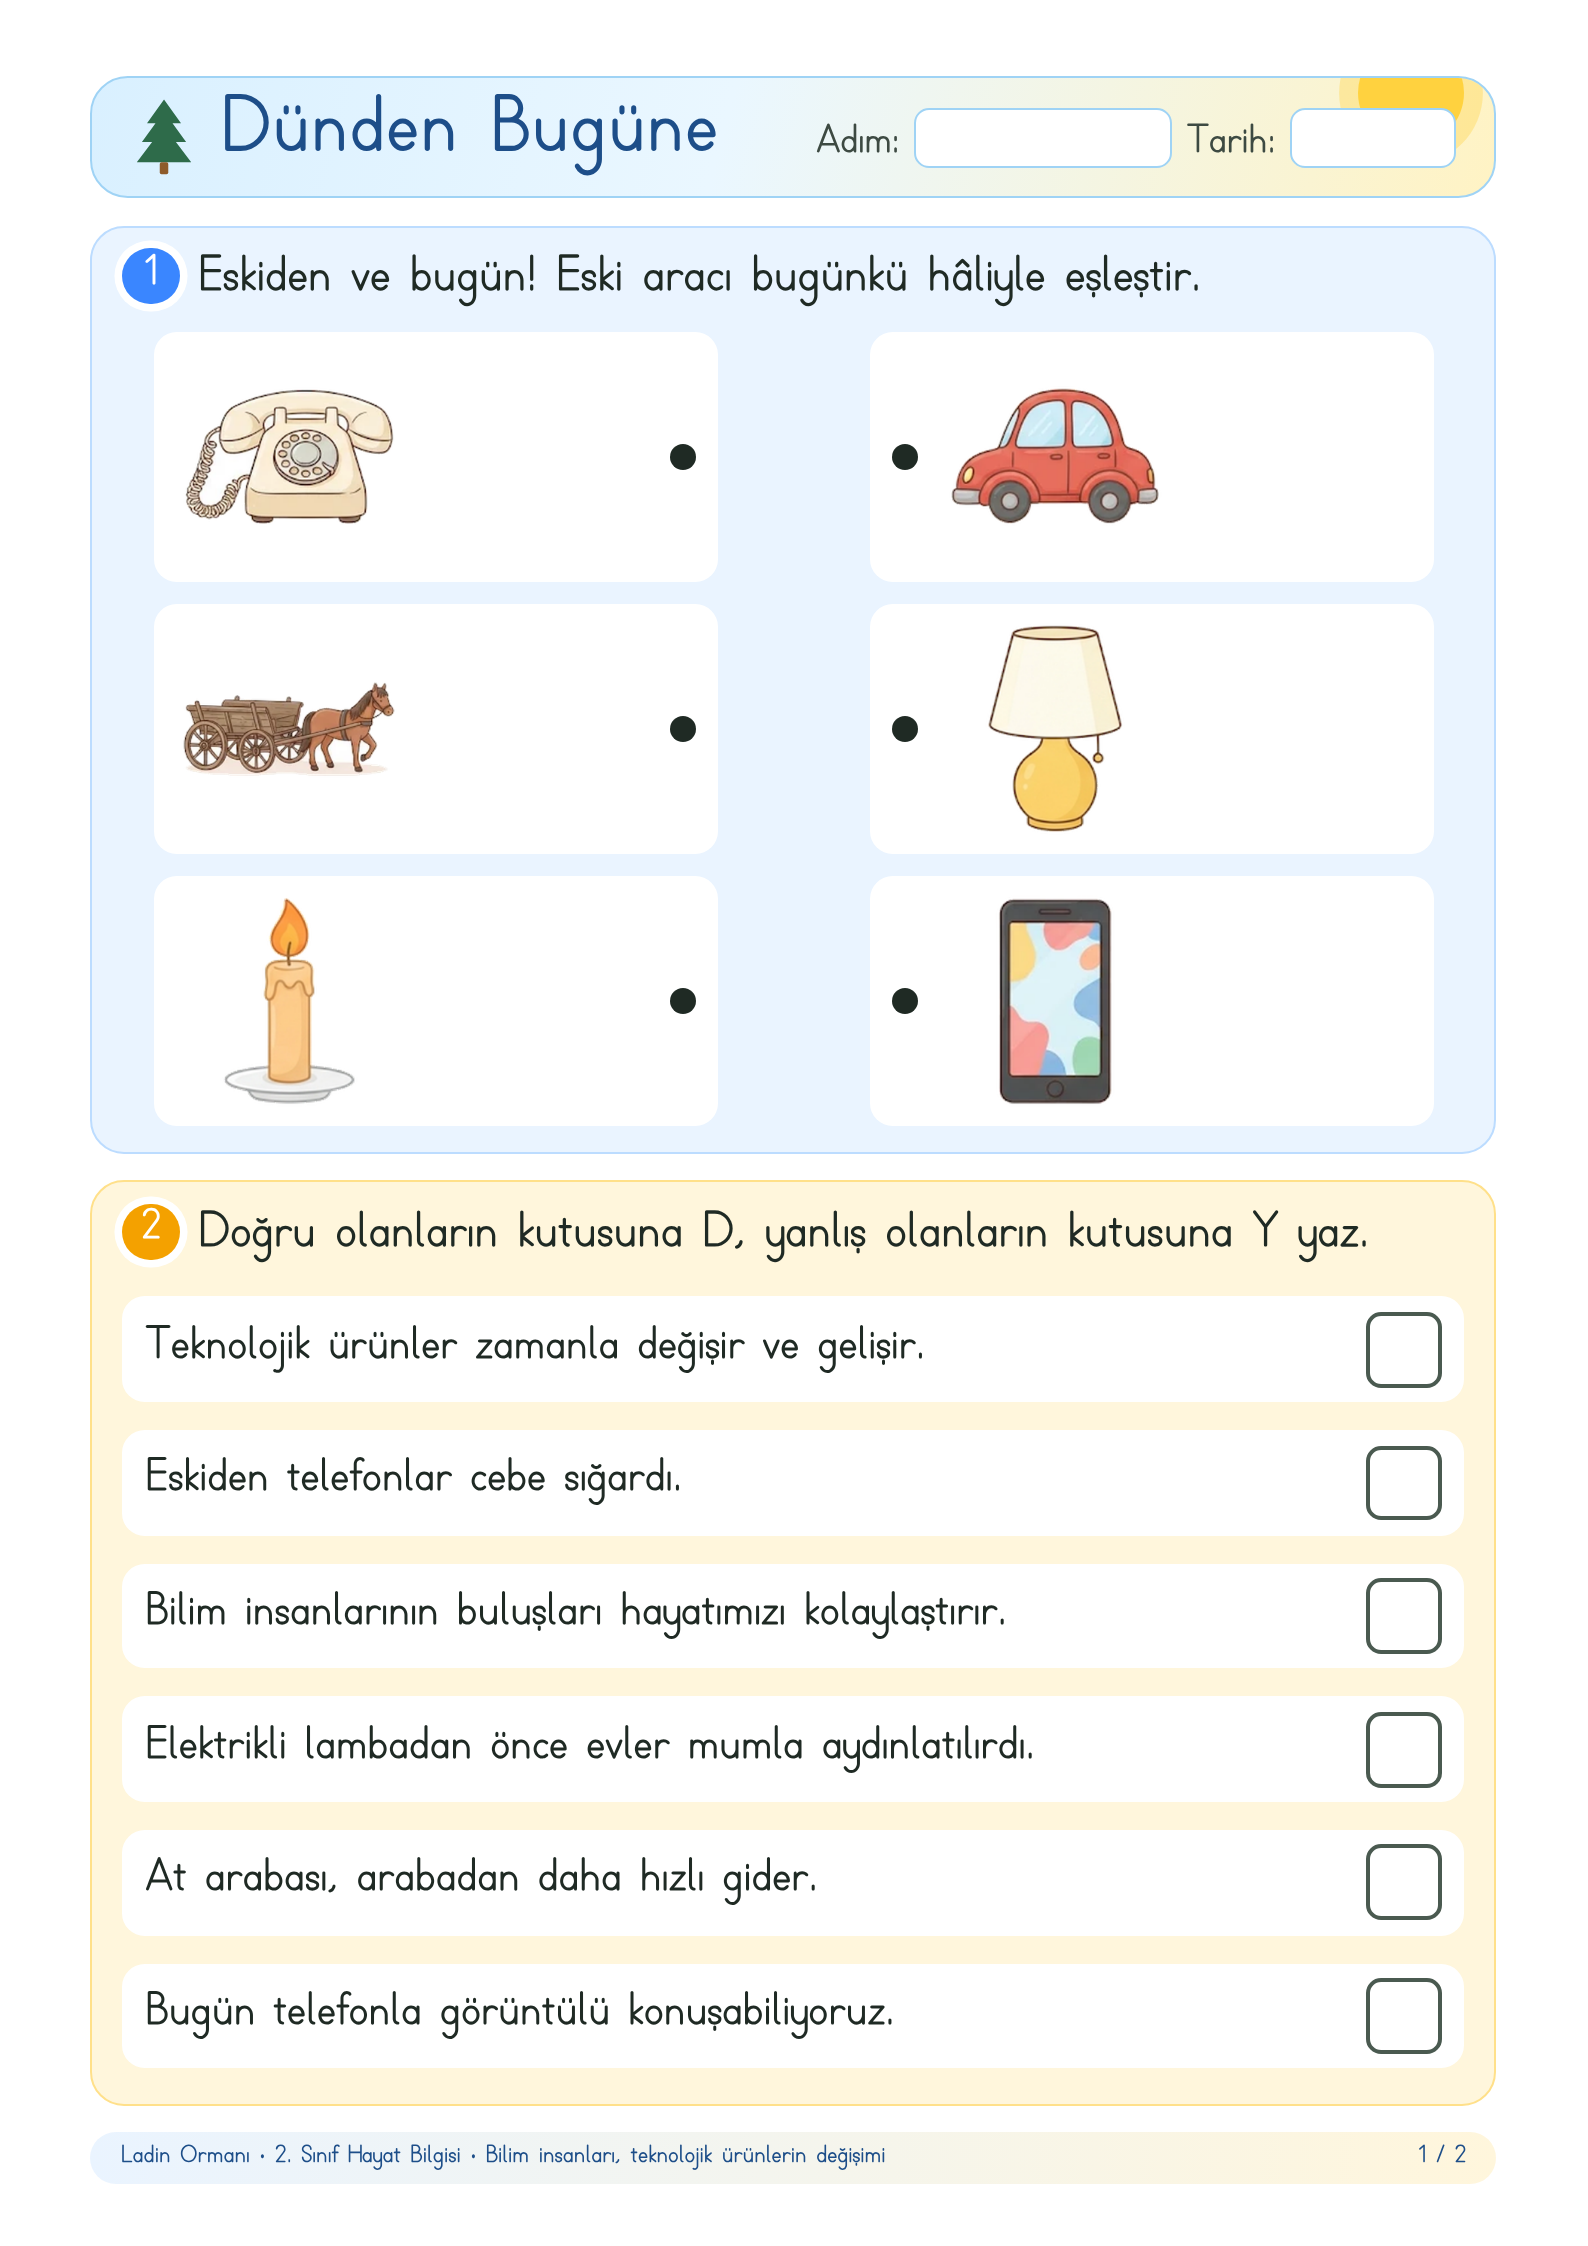 Dünden Bugüne
Adım:
Tarih:
1
Eskiden ve bugün! Eski aracı bugünkü hâliyle eşleştir.
2
Doğru olanların kutusuna D, yanlış olanların kutusuna Y yaz.
Teknolojik ürünler zamanla değişir ve gelişir.
Eskiden telefonlar cebe sığardı.
Bilim insanlarının buluşları hayatımızı kolaylaştırır.
Elektrikli lambadan önce evler mumla aydınlatılırdı.
At arabası, arabadan daha hızlı gider.
Bugün telefonla görüntülü konuşabiliyoruz.
Ladin Ormanı • 2. Sınıf Hayat Bilgisi • Bilim insanları, teknolojik ürünlerin değişimi
1 / 2